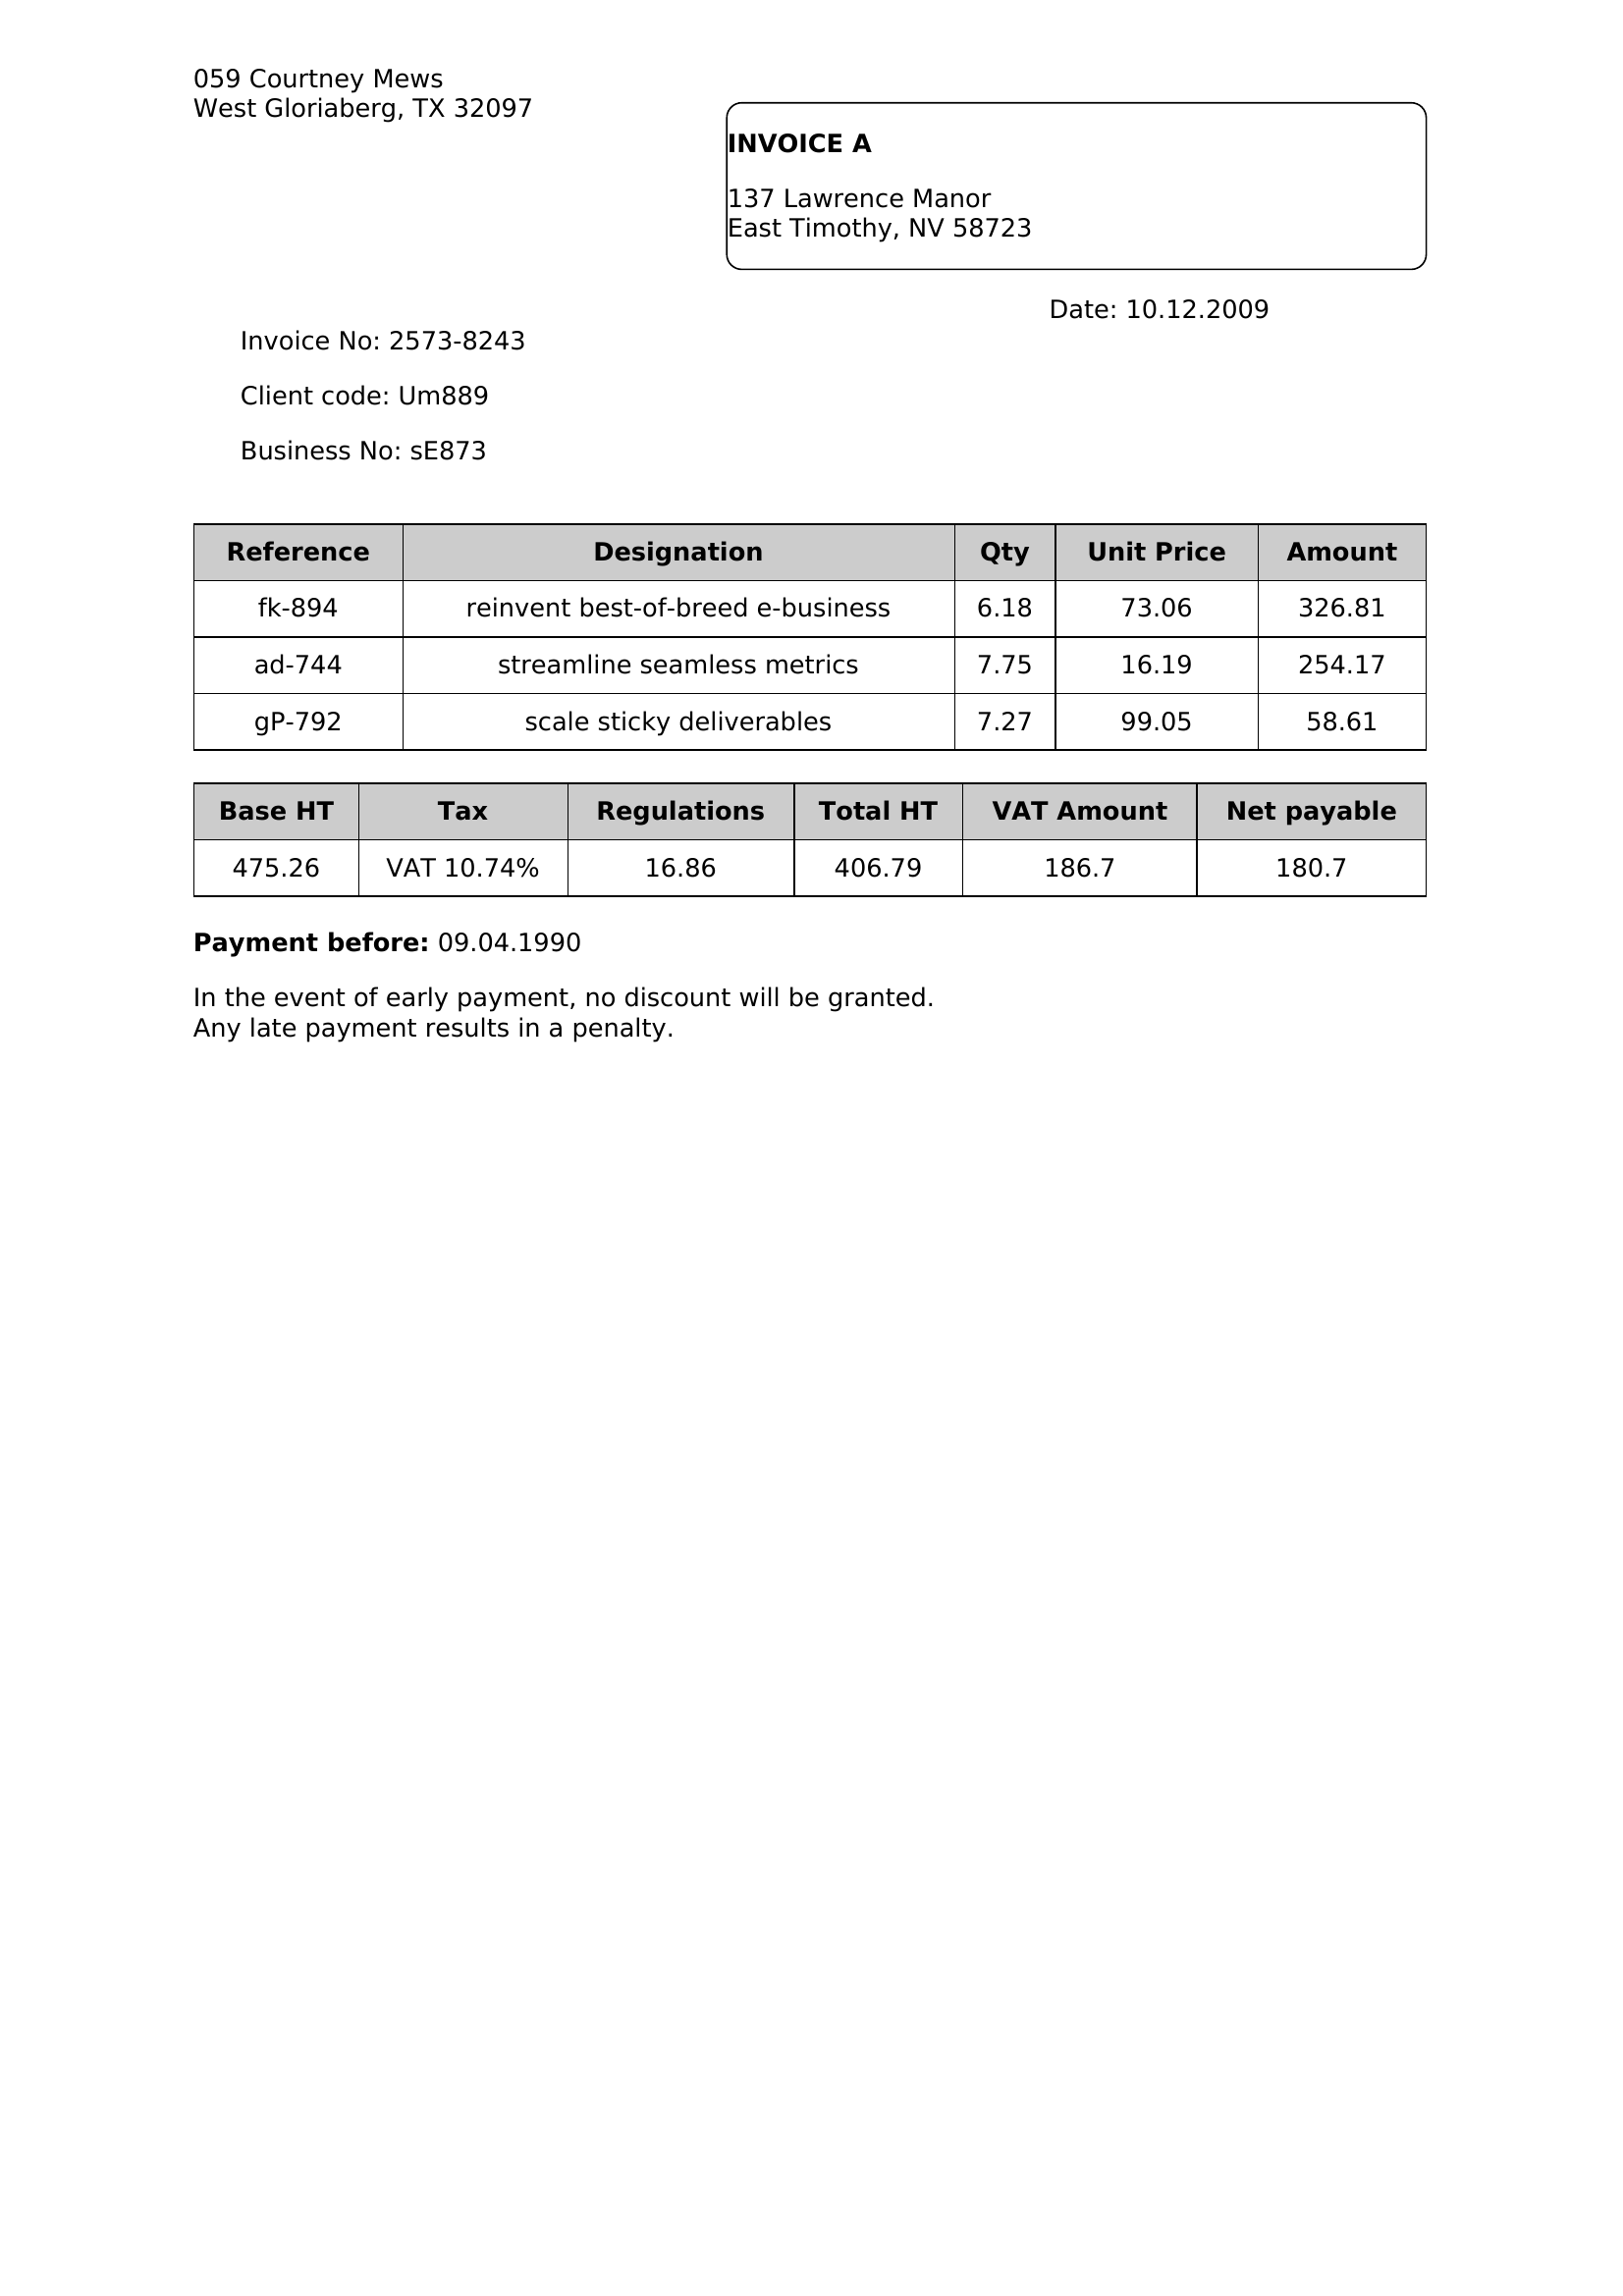 059 Courtney Mews
West Gloriaberg, TX 32097
INVOICE A
137 Lawrence Manor
East Timothy, NV 58723
Date: 10.12.2009
Invoice No: 2573-8243
Client code: Um889
Business No: sE873
Reference Designation Qty Unit Price Amount
fk-894 reinvent best-of-breed e-business 6.18 73.06 326.81
ad-744 streamline seamless metrics 7.75 16.19 254.17
gP-792 scale sticky deliverables 7.27 99.05 58.61
Base HT Tax Regulations Total HT VAT Amount Net payable
475.26 VAT 10.74% 16.86 406.79 186.7 180.7
Payment before: 09.04.1990
In the event of early payment, no discount will be granted.
Any late payment results in a penalty.